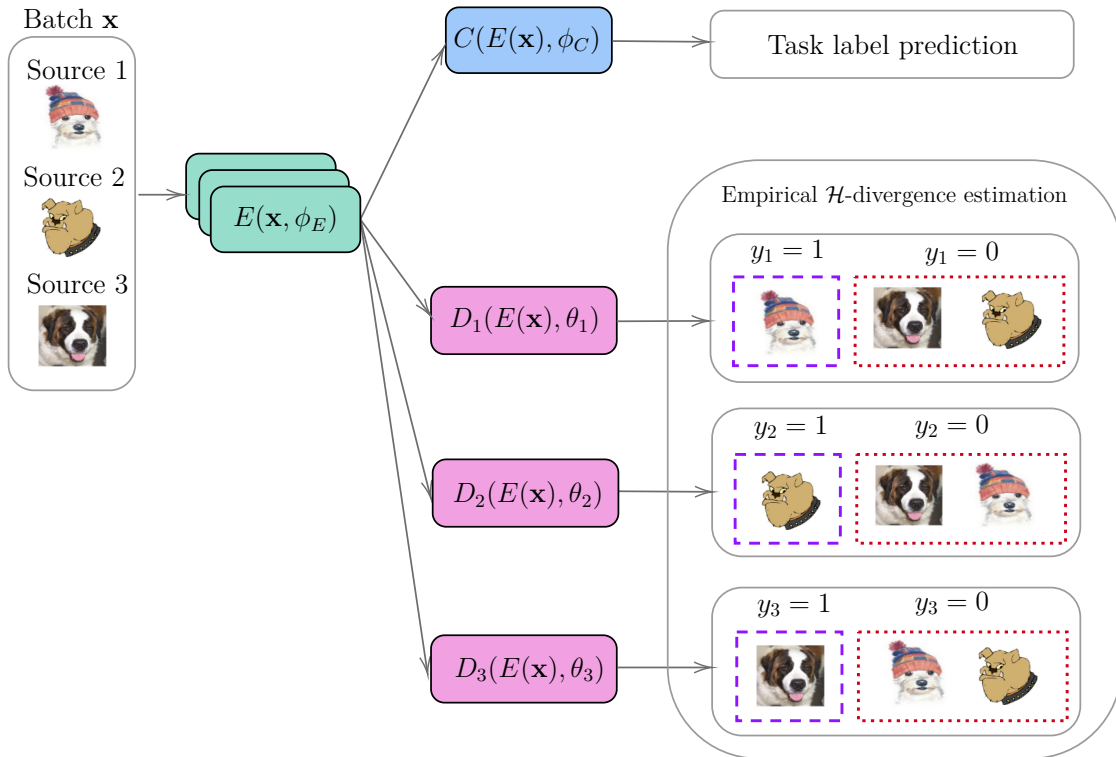 Batch x
Source 1
Source 2
Source 3
E(x, ϕ_E)
C(E(x), ϕ_C)
Task label prediction
D_1(E(x), θ_1)
D_2(E(x), θ_2)
D_3(E(x), θ_3)
Empirical ℋ-divergence estimation
y_1 = 1 y_1 = 0
y_2 = 1 y_2 = 0
y_3 = 1 y_3 = 0